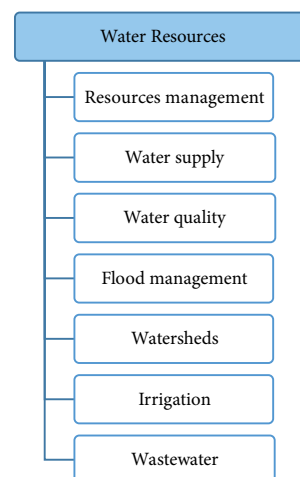 Water Resources
Resources management
Water supply
Water quality
Flood management
Watersheds
Irrigation
Wastewater